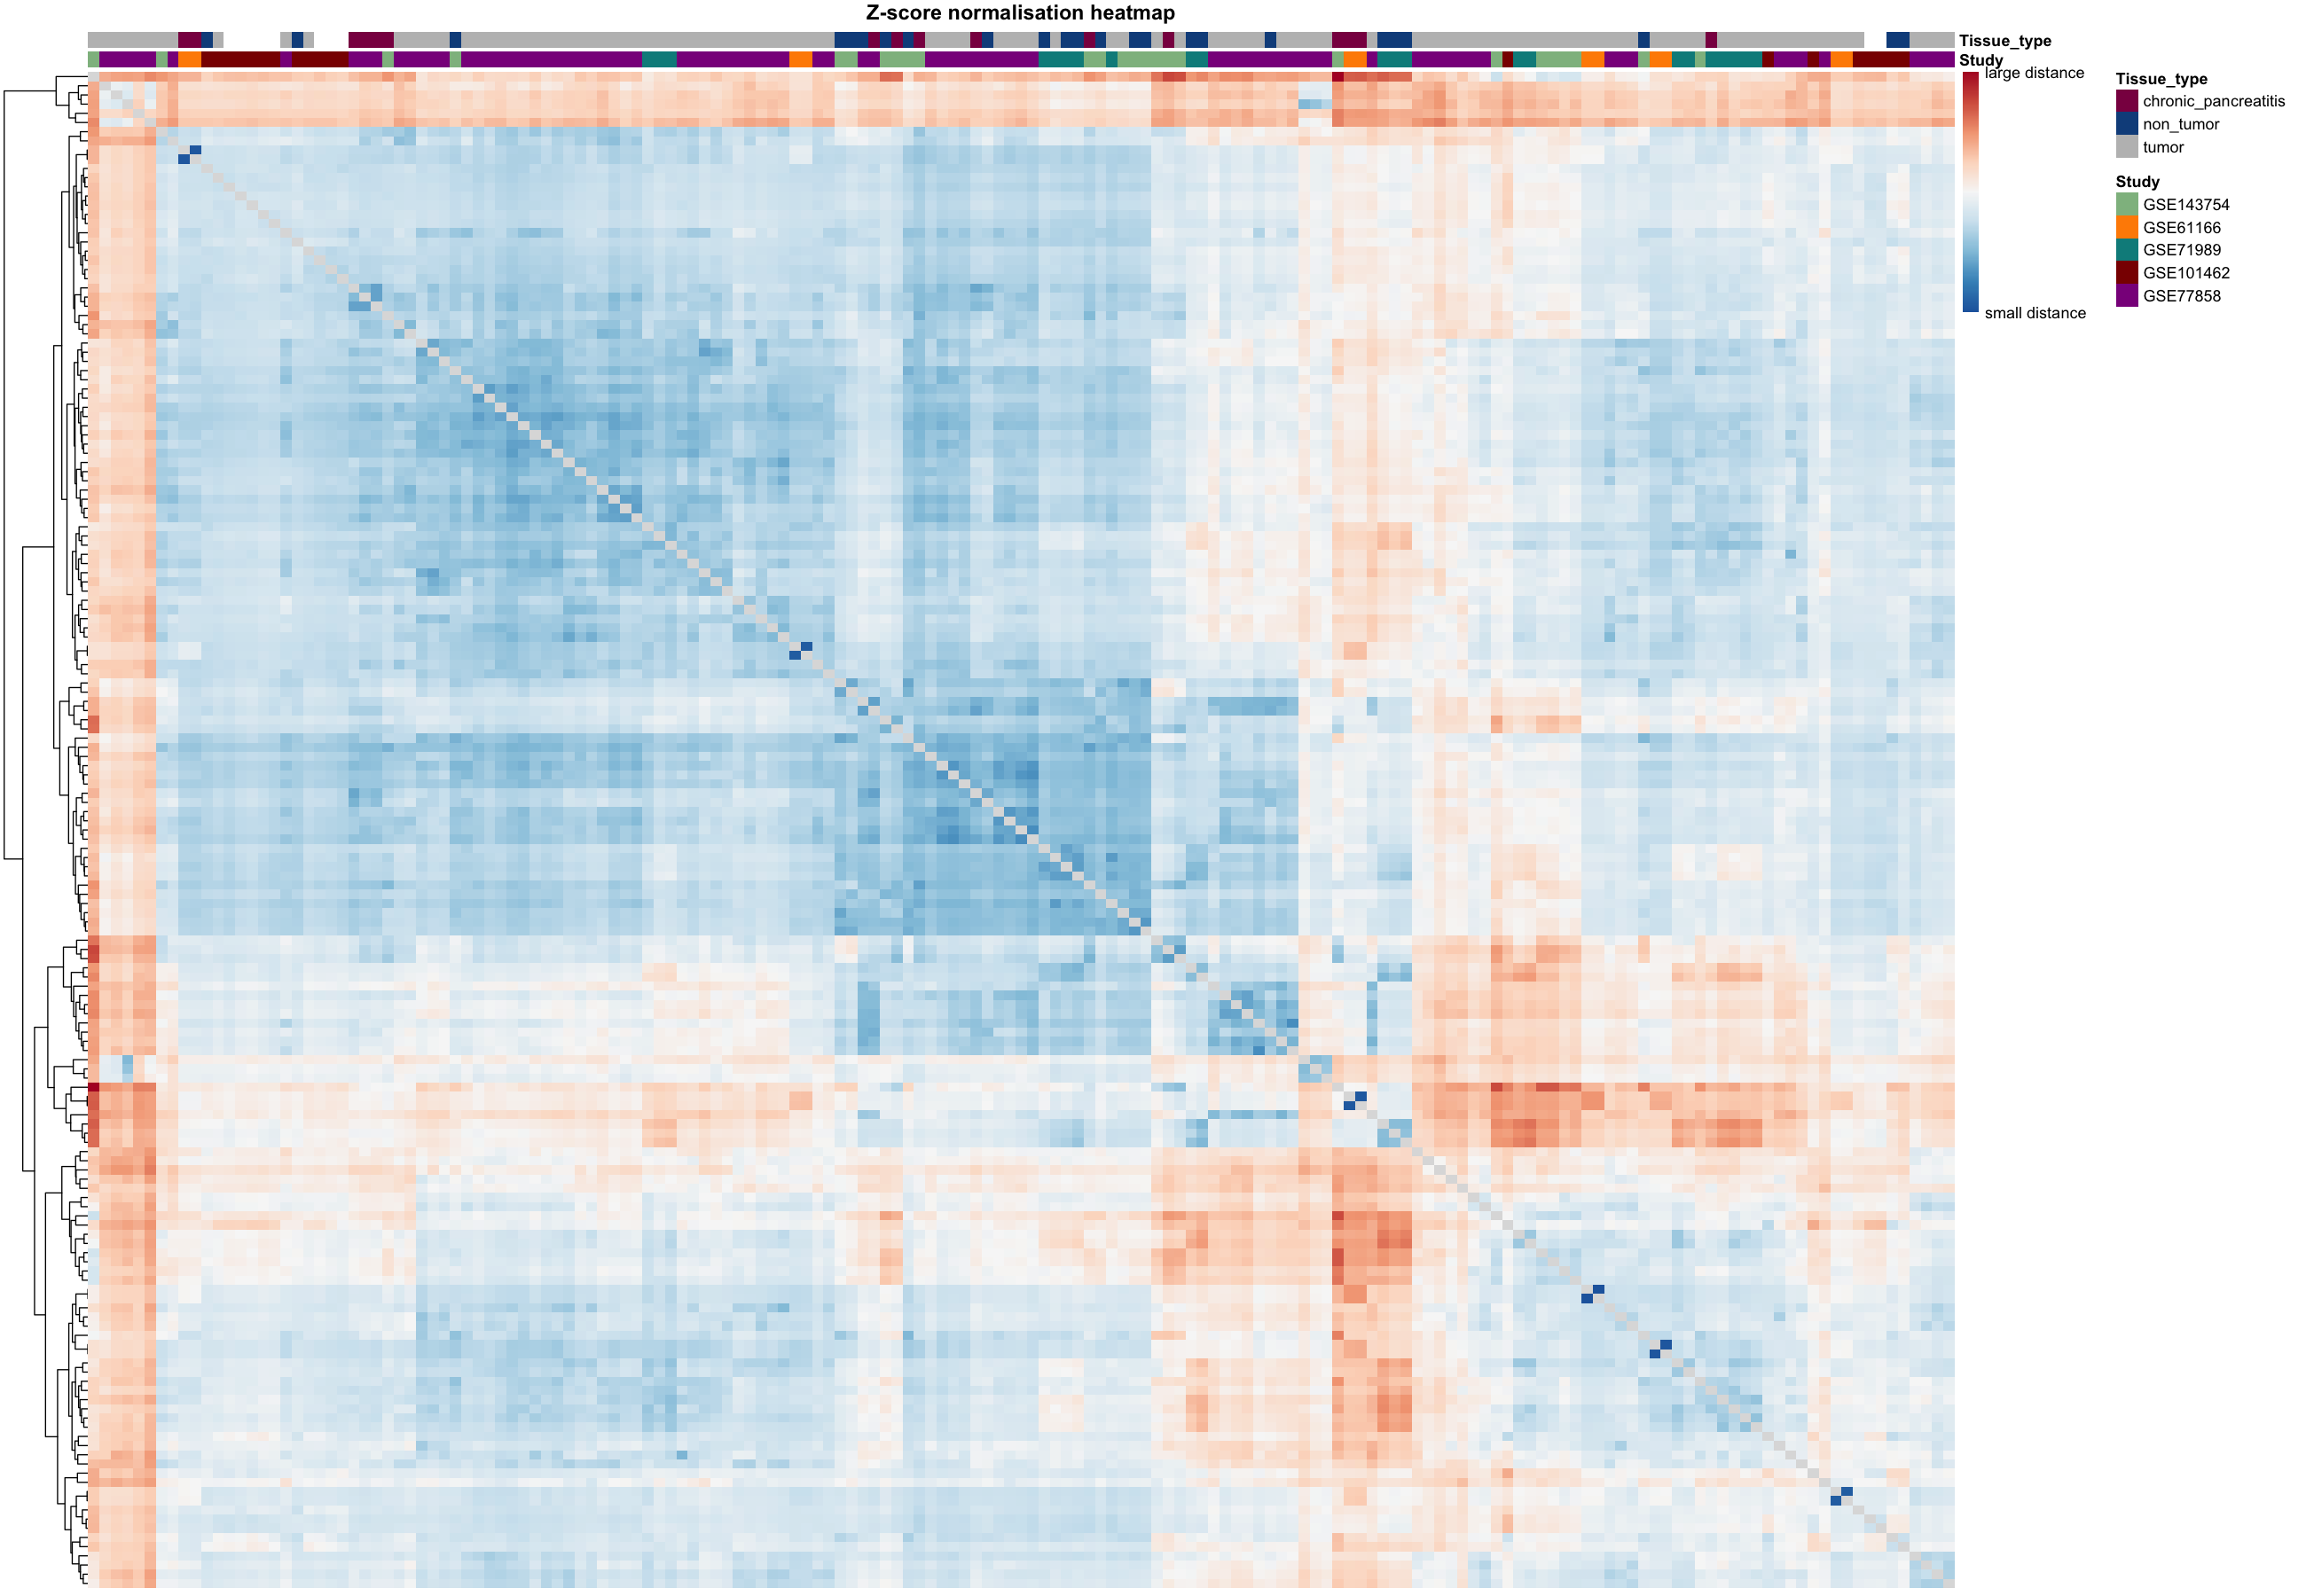 Z-score normalisation heatmap
Tissue_type
Study
large distance
small distance
Tissue_type
chronic_pancreatitis
non_tumor
tumor
Study
GSE143754
GSE61166
GSE71989
GSE101462
GSE77858